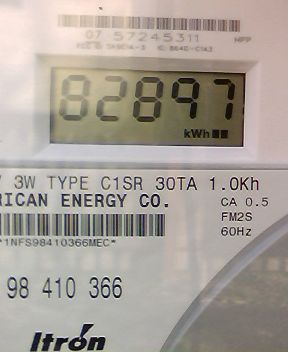 07 57245311
82897
kWh
3W TYPE C1SR 30TA 1.0Kh
RICAN ENERGY CO.
CA 0.5
FM2S
60Hz
*1NFS98410366MEC*
98 410 366
Itron